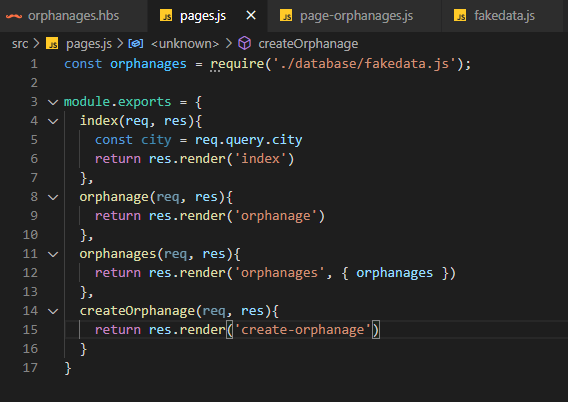 orphanages.hbs JS pages.js × JS page-orphanages.js JS fakedata.js
src > JS pages.js > <unknown> > createOrphanage
1 const orphanages = require('./database/fakedata.js');
2
3 module.exports = {
4 index(req, res){
5 const city = req.query.city
6 return res.render('index')
7 },
8 orphanage(req, res){
9 return res.render('orphanage')
10 },
11 orphanages(req, res){
12 return res.render('orphanages', { orphanages })
13 },
14 createOrphanage(req, res){
15 return res.render('create-orphanage')
16 }
17 }